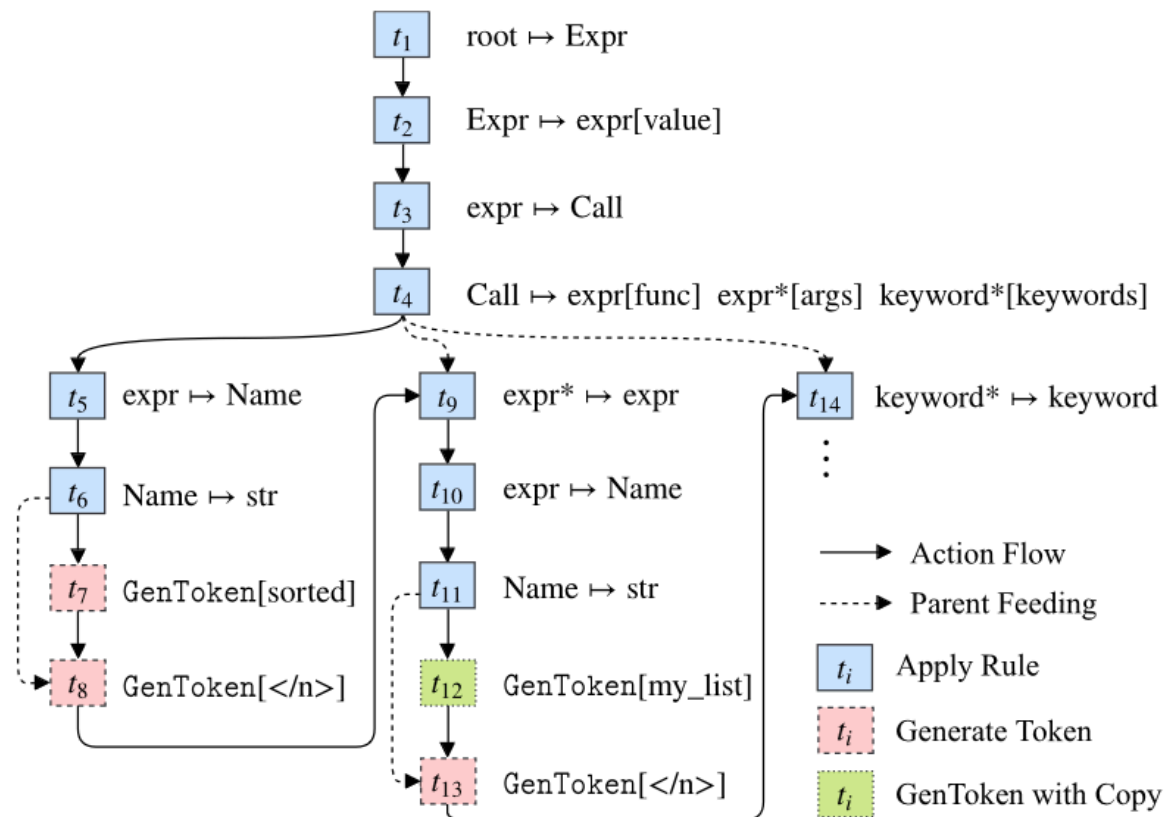 t1 root ↦ Expr
t2 Expr ↦ expr[value]
t3 expr ↦ Call
t4 Call ↦ expr[func] expr*[args] keyword*[keywords]
t5 expr ↦ Name
t6 Name ↦ str
t7 GenToken[sorted]
t8 GenToken[</n>]
t9 expr* ↦ expr
t10 expr ↦ Name
t11 Name ↦ str
t12 GenToken[my_list]
t13 GenToken[</n>]
t14 keyword* ↦ keyword
Action Flow
Parent Feeding
ti Apply Rule
ti Generate Token
ti GenToken with Copy